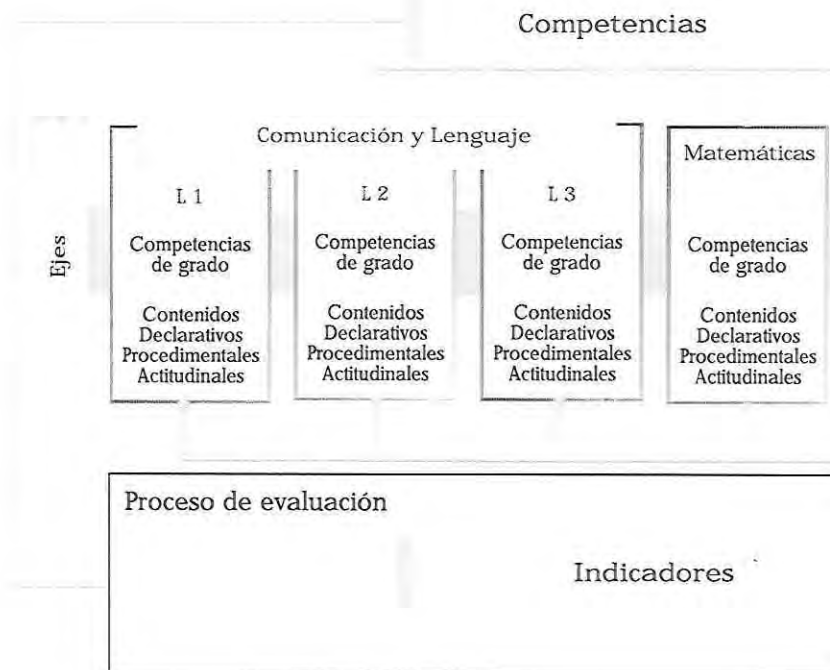 Competencias
Ejes
Comunicación y Lenguaje
L 1
Competencias
de grado
Contenidos
Declarativos
Procedimentales
Actitudinales
L 2
Competencias
de grado
Contenidos
Declarativos
Procedimentales
Actitudinales
L 3
Competencias
de grado
Contenidos
Declarativos
Procedimentales
Actitudinales
Matemáticas
Competencias
de grado
Contenidos
Declarativos
Procedimentales
Actitudinales
Proceso de evaluación
Indicadores